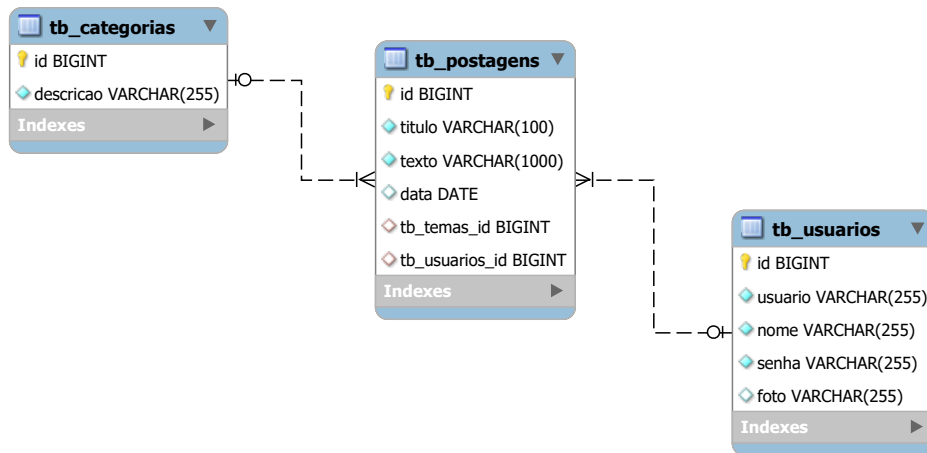 tb_categorias
id BIGINT
descricao VARCHAR(255)
Indexes
tb_postagens
id BIGINT
titulo VARCHAR(100)
texto VARCHAR(1000)
data DATE
tb_temas_id BIGINT
tb_usuarios_id BIGINT
Indexes
tb_usuarios
id BIGINT
usuario VARCHAR(255)
nome VARCHAR(255)
senha VARCHAR(255)
foto VARCHAR(255)
Indexes